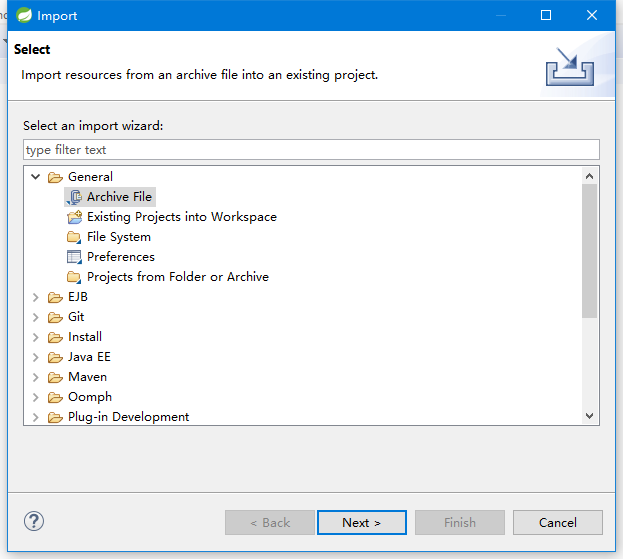 Import
Select
Import resources from an archive file into an existing project.
Select an import wizard:
type filter text
General
Archive File
Existing Projects into Workspace
File System
Preferences
Projects from Folder or Archive
EJB
Git
Install
Java EE
Maven
Oomph
Plug-in Development
< Back
Next >
Finish
Cancel